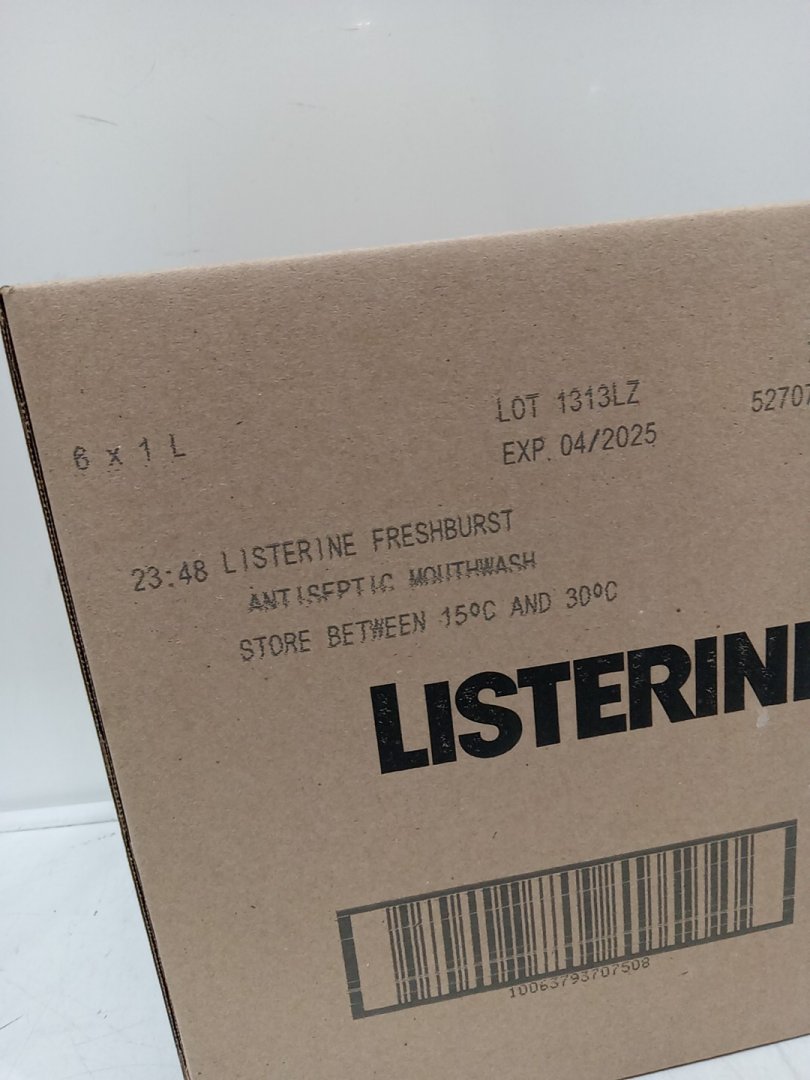 6 x 1 L
LOT 1313LZ
EXP. 04/2025
23:48 LISTERINE FRESHBURST
ANTISEPTIC MOUTHWASH
STORE BETWEEN 15ºC AND 30ºC
10063793707508